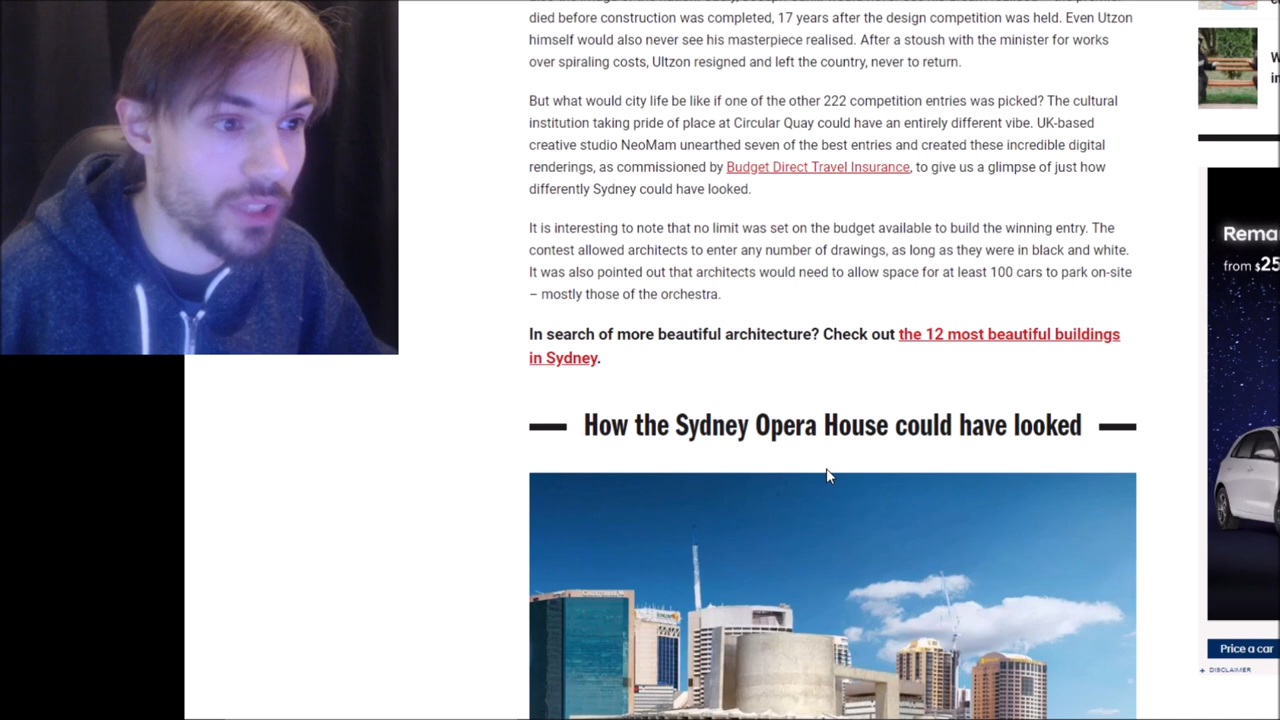 died before construction was completed, 17 years after the design competition was held. Even Utzon
himself would also never see his masterpiece realised. After a stoush with the minister for works
over spiraling costs, Ultzon resigned and left the country, never to return.
But what would city life be like if one of the other 222 competition entries was picked? The cultural
institution taking pride of place at Circular Quay could have an entirely different vibe. UK-based
creative studio NeoMam unearthed seven of the best entries and created these incredible digital
renderings, as commissioned by Budget Direct Travel Insurance, to give us a glimpse of just how
differently Sydney could have looked.
It is interesting to note that no limit was set on the budget available to build the winning entry. The
contest allowed architects to enter any number of drawings, as long as they were in black and white.
It was also pointed out that architects would need to allow space for at least 100 cars to park on-site
– mostly those of the orchestra.
In search of more beautiful architecture? Check out the 12 most beautiful buildings
in Sydney.
How the Sydney Opera House could have looked
from $25
Price a car
+ DISCLAIMER